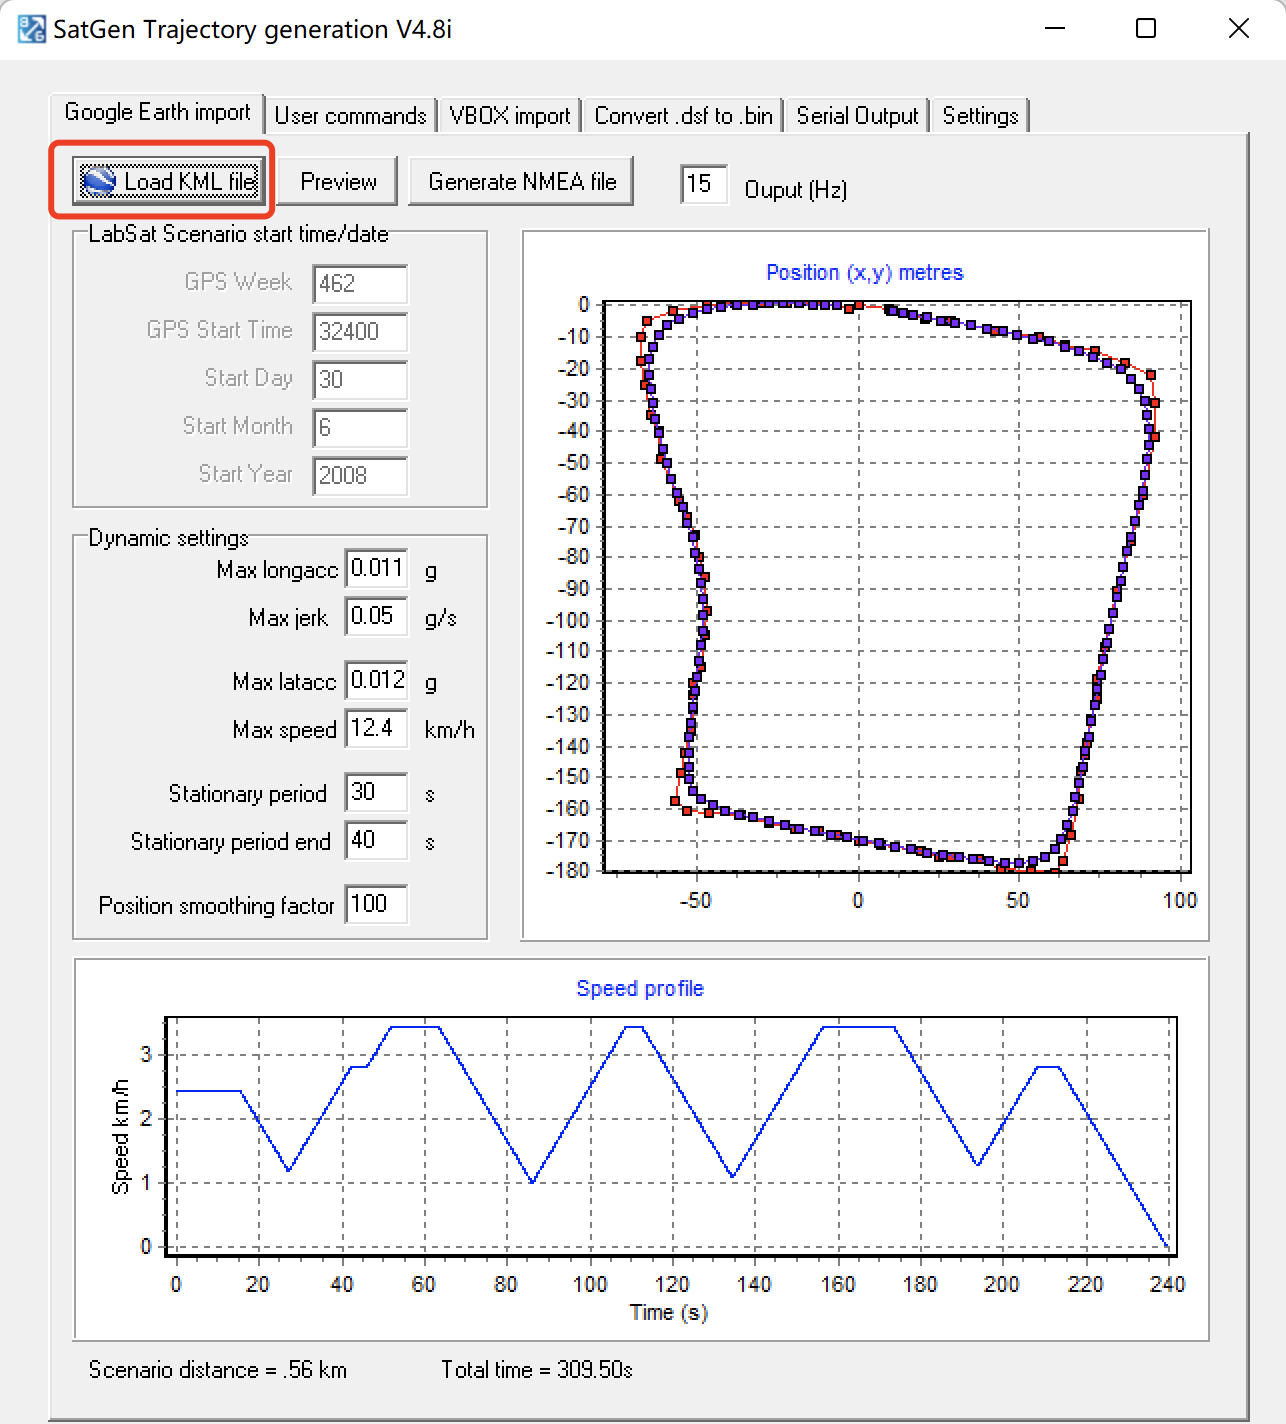 SatGen Trajectory generation V4.8i
Google Earth import
User commands
VBOX import
Convert .dsf to .bin
Serial Output
Settings
Load KML file
Preview
Generate NMEA file
15 Ouput (Hz)
LabSat Scenario start time/date
GPS Week 462
GPS Start Time 32400
Start Day 30
Start Month 6
Start Year 2008
Dynamic settings
Max longacc 0.011 g
Max jerk 0.05 g/s
Max latacc 0.012 g
Max speed 12.4 km/h
Stationary period 30 s
Stationary period end 40 s
Position smoothing factor 100
Position (x,y) metres
0
-10
-20
-30
-40
-50
-60
-70
-80
-90
-100
-110
-120
-130
-140
-150
-160
-170
-180
-50 0 50 100
Speed profile
Speed km/h
3
2
1
0
0 20 40 60 80 100 120 140 160 180 200 220 240
Time (s)
Scenario distance = .56 km
Total time = 309.50s